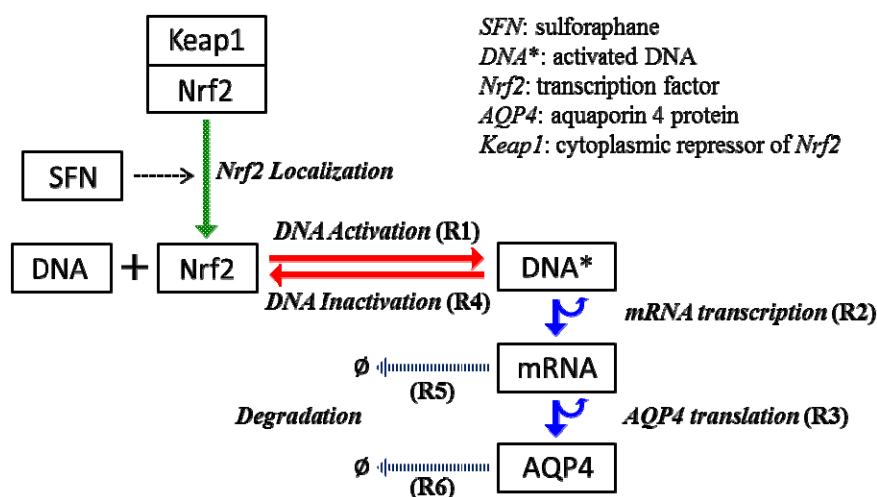 Keap1
Nrf2
SFN: sulforaphane
DNA*: activated DNA
Nrf2: transcription factor
AQP4: aquaporin 4 protein
Keap1: cytoplasmic repressor of Nrf2
SFN
Nrf2 Localization
DNA + Nrf2
DNA Activation (R1)
DNA Inactivation (R4)
DNA*
mRNA transcription (R2)
Ø
(R5)
mRNA
Degradation
AQP4 translation (R3)
Ø
(R6)
AQP4